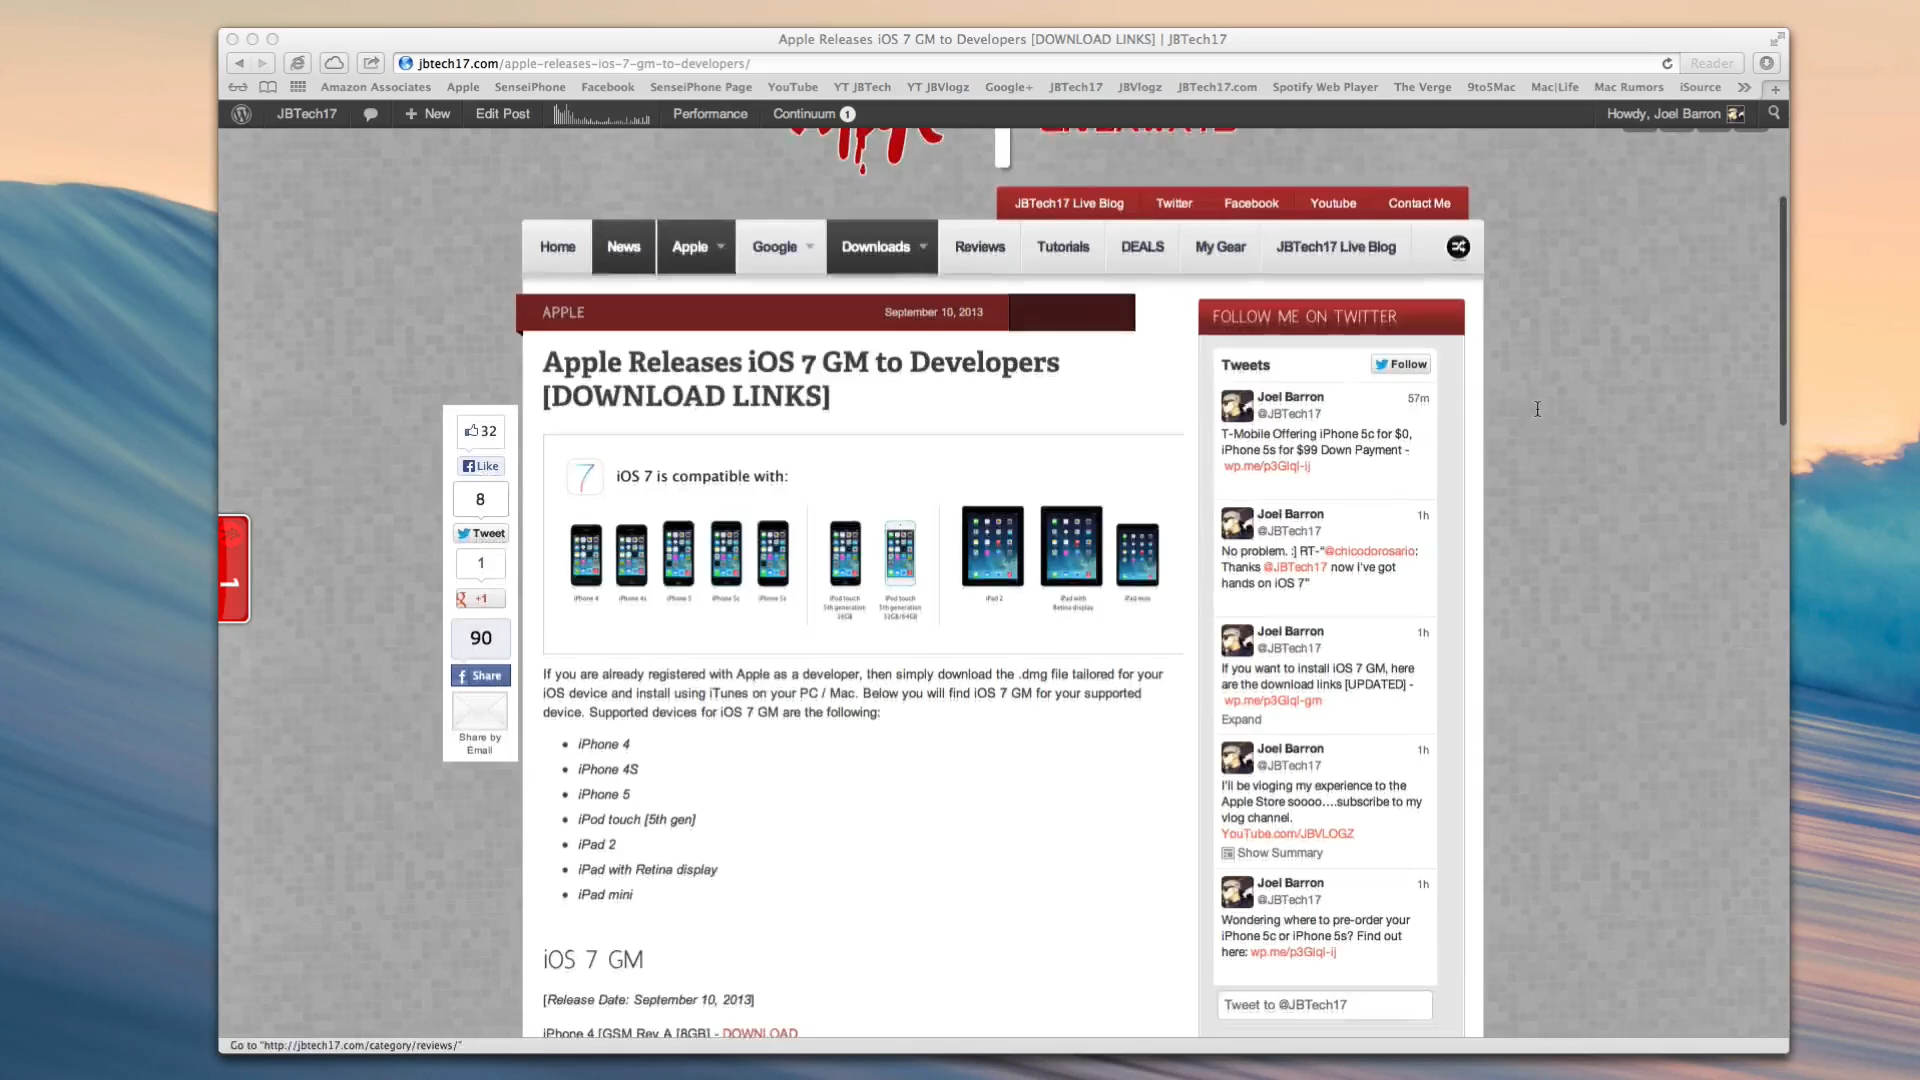 Apple Releases iOS 7 GM to Developers [DOWNLOAD LINKS] | JBTech17
jbtech17.com/apple-releases-ios-7-gm-to-developers/
Reader
Amazon Associates Apple SenseiPhone Facebook SenseiPhone Page YouTube YT JBTech YT JBVlogz Google+ JBTech17 JBVlogz JBTech17.com Spotify Web Player The Verge 9to5Mac Mac|Life Mac Rumors iSource
JBTech17 + New Edit Post Performance Continuum 1 Howdy, Joel Barron
JBTech17 Live Blog Twitter Facebook Youtube Contact Me
Home News Apple Google Downloads Reviews Tutorials DEALS My Gear JBTech17 Live Blog
APPLE September 10, 2013
Apple Releases iOS 7 GM to Developers
[DOWNLOAD LINKS]
32
Like
8
Tweet
1
+1
90
Share
Share by
Email
1
7
iOS 7 is compatible with:
iPhone 4 iPhone 4s iPhone 5 iPhone 5c iPhone 5s
iPod touch
5th generation
16GB
iPod touch
5th generation
32GB/64GB
iPad 2
iPad with
Retina display
iPad mini
If you are already registered with Apple as a developer, then simply download the .dmg file tailored for your
iOS device and install using iTunes on your PC / Mac. Below you will find iOS 7 GM for your supported
device. Supported devices for iOS 7 GM are the following:
iPhone 4
iPhone 4S
iPhone 5
iPod touch [5th gen]
iPad 2
iPad with Retina display
iPad mini
iOS 7 GM
[Release Date: September 10, 2013]
iPhone 4 [GSM Rev A [8GB] - DOWNLOAD
FOLLOW ME ON TWITTER
Tweets Follow
Joel Barron 57m
@JBTech17
T-Mobile Offering iPhone 5c for $0,
iPhone 5s for $99 Down Payment -
wp.me/p3Glql-ij
Joel Barron 1h
@JBTech17
No problem. :] RT-"@chicodorosario:
Thanks @JBTech17 now i've got
hands on iOS 7"
Joel Barron 1h
@JBTech17
If you want to install iOS 7 GM, here
are the download links [UPDATED] -
wp.me/p3Glql-gm
Expand
Joel Barron 1h
@JBTech17
I'll be vloging my experience to the
Apple Store soooo....subscribe to my
vlog channel.
YouTube.com/JBVLOGZ
Show Summary
Joel Barron 1h
@JBTech17
Wondering where to pre-order your
iPhone 5c or iPhone 5s? Find out
here: wp.me/p3Glql-ij
Tweet to @JBTech17
Go to "http://jbtech17.com/category/reviews/"